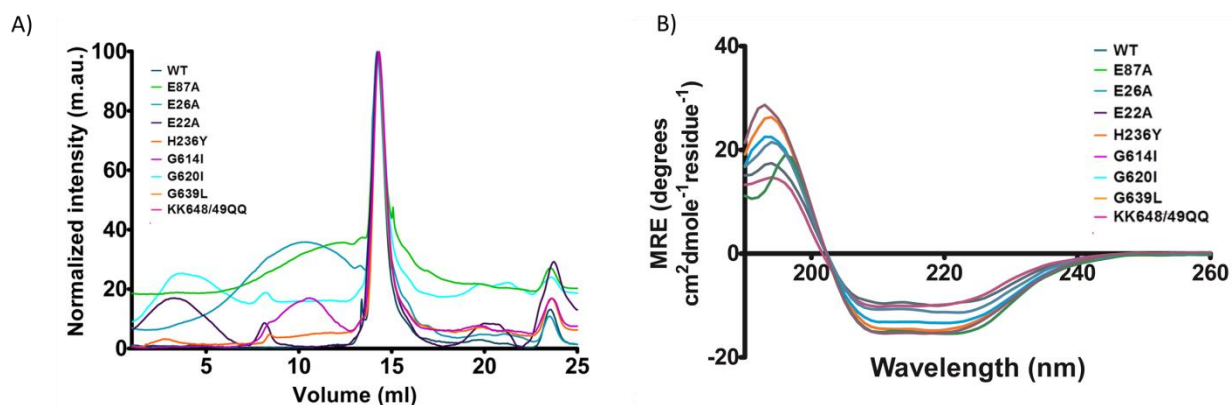 A)
Normalized intensity (m.au.)
100
80
60
40
20
0
5
10
15
20
25
Volume (ml)
WT
E87A
E26A
E22A
H236Y
G614I
G620I
G639L
KK648/49QQ
B)
MRE (degrees
cm²dmole⁻¹residue⁻¹)
40
20
0
-20
200
220
240
260
Wavelength (nm)
WT
E87A
E26A
E22A
H236Y
G614I
G620I
G639L
KK648/49QQ